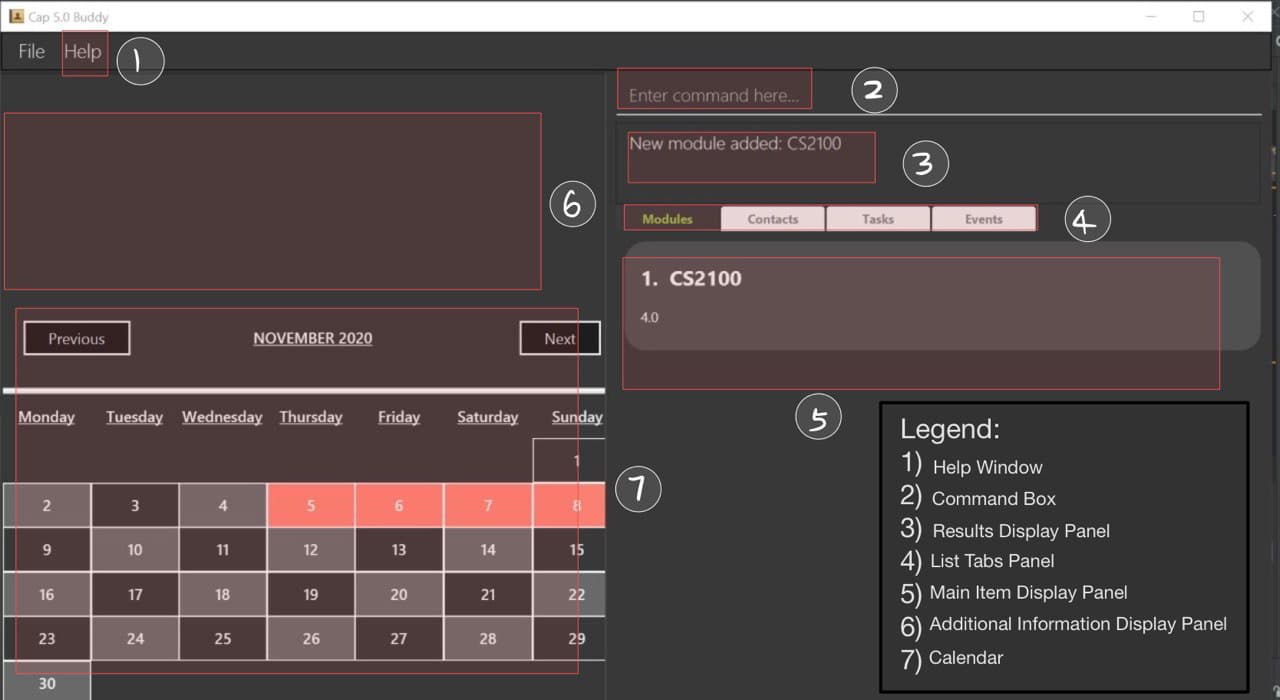 Cap 5.0 Buddy
File Help 1
Enter command here... 2
New module added: CS2100 3
Modules Contacts Tasks Events 4
6
1. CS2100
4.0
5
Previous NOVEMBER 2020 Next
Monday Tuesday Wednesday Thursday Friday Saturday Sunday
1
2 3 4 5 6 7 8
9 10 11 12 13 14 15
16 17 18 19 20 21 22
23 24 25 26 27 28 29
30
7
Legend:
1) Help Window
2) Command Box
3) Results Display Panel
4) List Tabs Panel
5) Main Item Display Panel
6) Additional Information Display Panel
7) Calendar